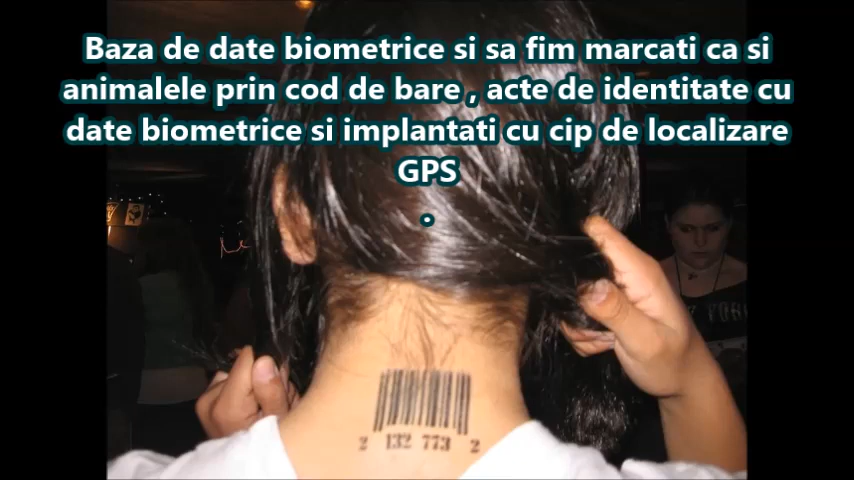 Baza de date biometrice si sa fim marcati ca si
animalele prin cod de bare , acte de identitate cu
date biometrice si implantati cu cip de localizare
GPS
.
2 132 773 2